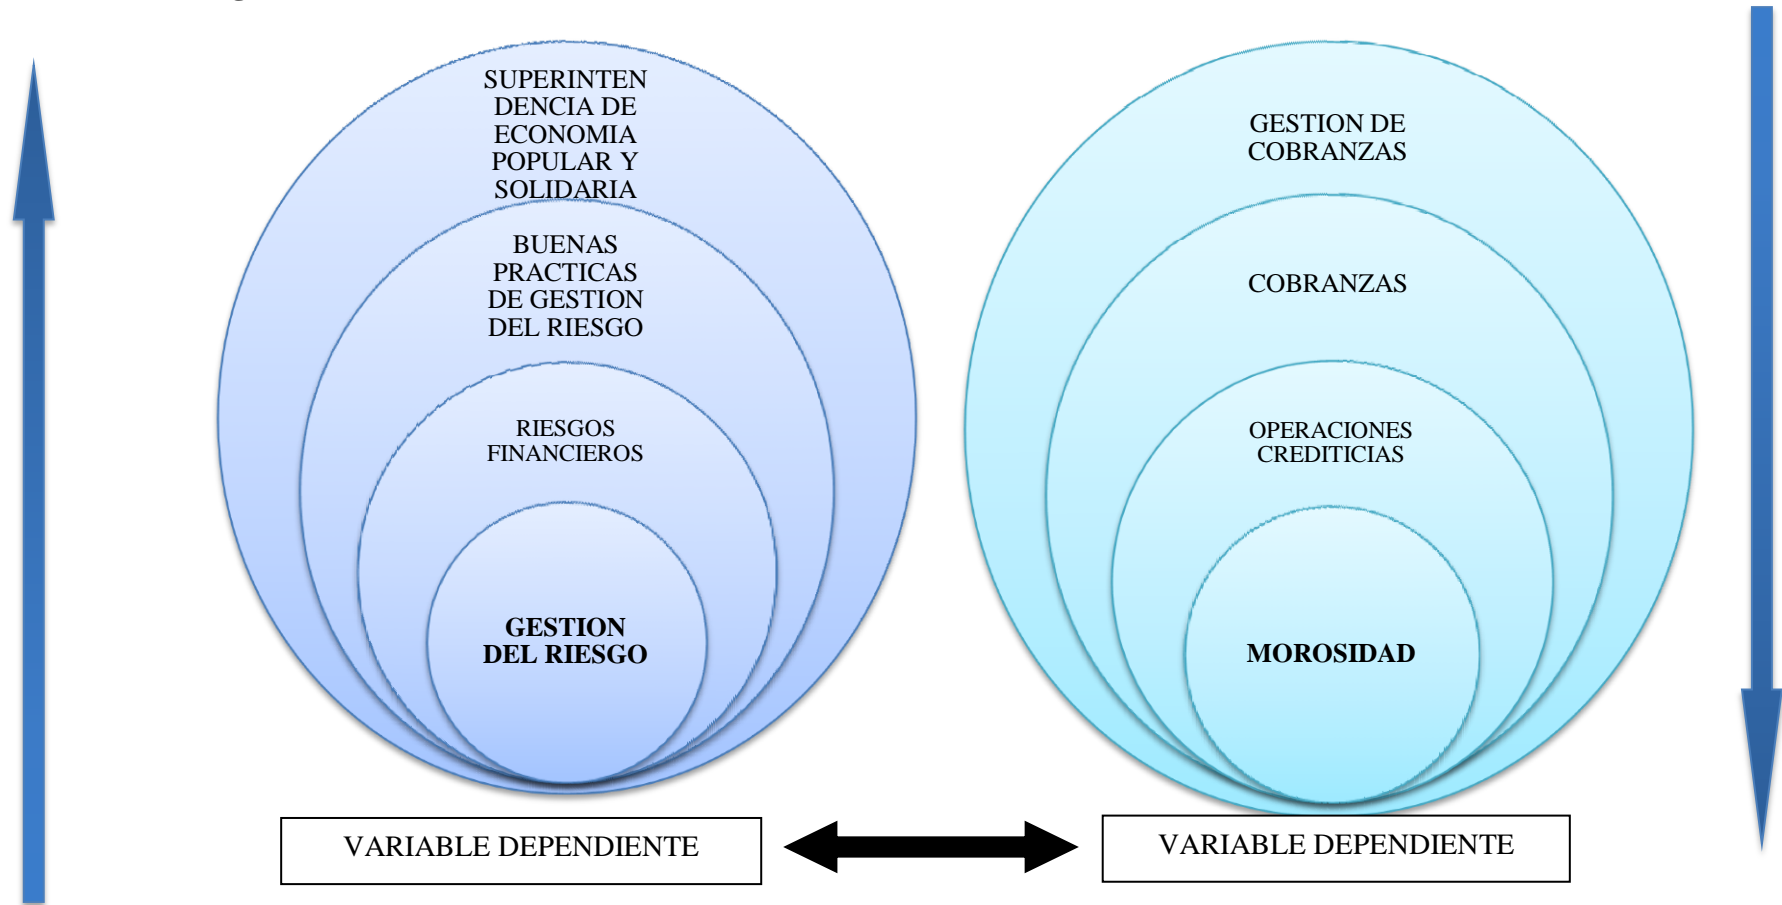 SUPERINTEN
DENCIA DE
ECONOMIA
POPULAR Y
SOLIDARIA
BUENAS
PRACTICAS
DE GESTION
DEL RIESGO
RIESGOS
FINANCIEROS
GESTION
DEL RIESGO
VARIABLE DEPENDIENTE
GESTION DE
COBRANZAS
COBRANZAS
OPERACIONES
CREDITICIAS
MOROSIDAD
VARIABLE DEPENDIENTE